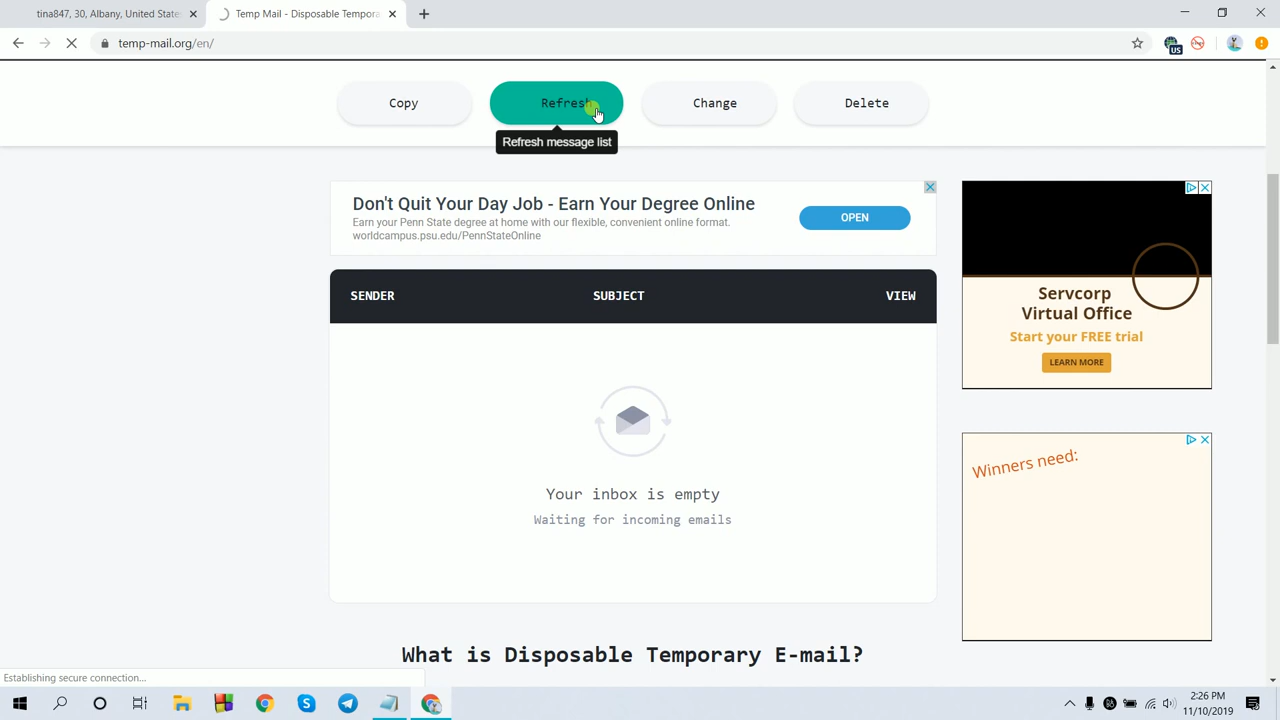 tina847, 30, Albany, United State
Temp Mail - Disposable Tempora
temp-mail.org/en/
US
Copy
Refresh
Change
Delete
Refresh message list
Don't Quit Your Day Job - Earn Your Degree Online
Earn your Penn State degree at home with our flexible, convenient online format.
worldcampus.psu.edu/PennStateOnline
OPEN
SENDER
SUBJECT
VIEW
Your inbox is empty
Waiting for incoming emails
Servcorp
Virtual Office
Start your FREE trial
LEARN MORE
Winners need:
What is Disposable Temporary E-mail?
Establishing secure connection...
2:26 PM
11/10/2019